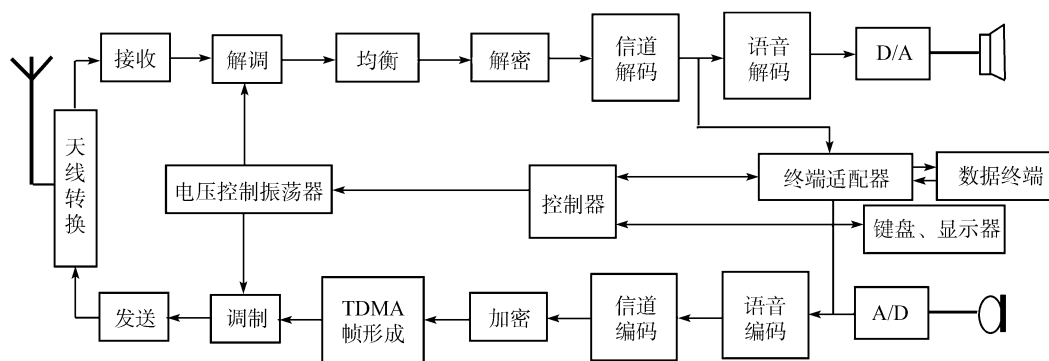 接收
解调
均衡
解密
信道
解码
语音
解码
D/A
天
线
转
换
电压控制振荡器
控制器
终端适配器
数据终端
键盘、显示器
发送
调制
TDMA
帧形成
加密
信道
编码
语音
编码
A/D